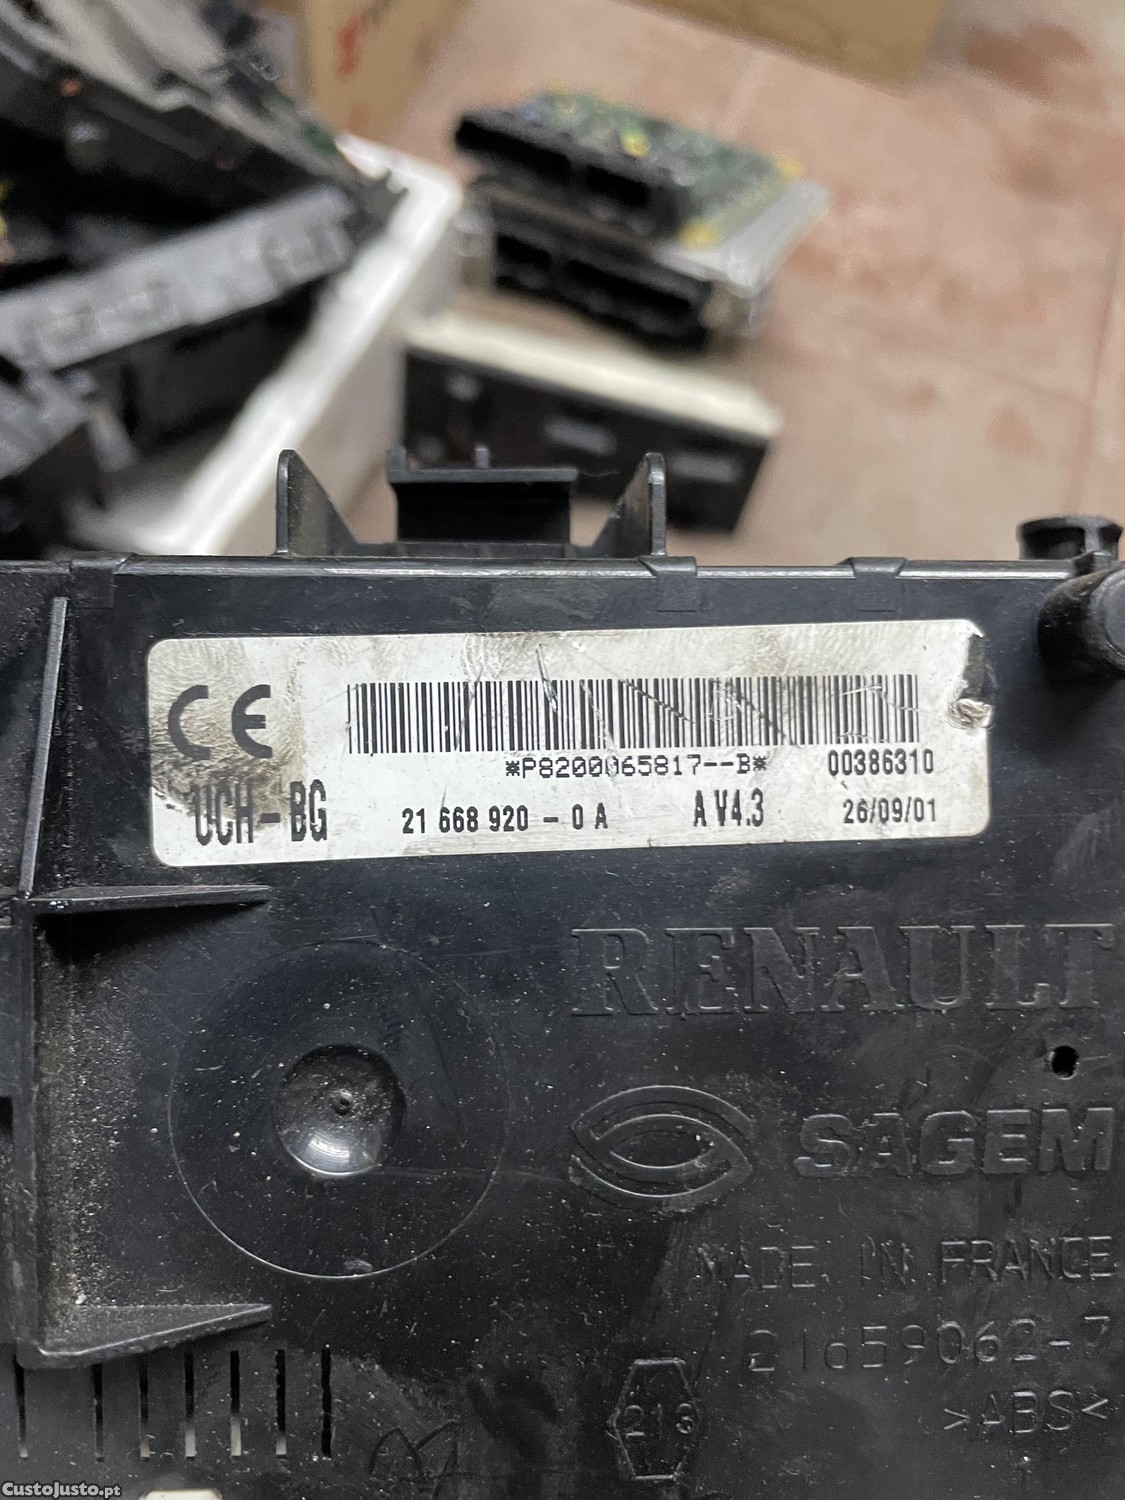 CE
*P8200065817--B* 00386310
UCH-BG 21 668 920 - 0 A A V4.3 26/09/01
RENAULT
SAGEM
MADE IN FRANCE
21659062-7
213 >ABS<
CustoJusto.pt